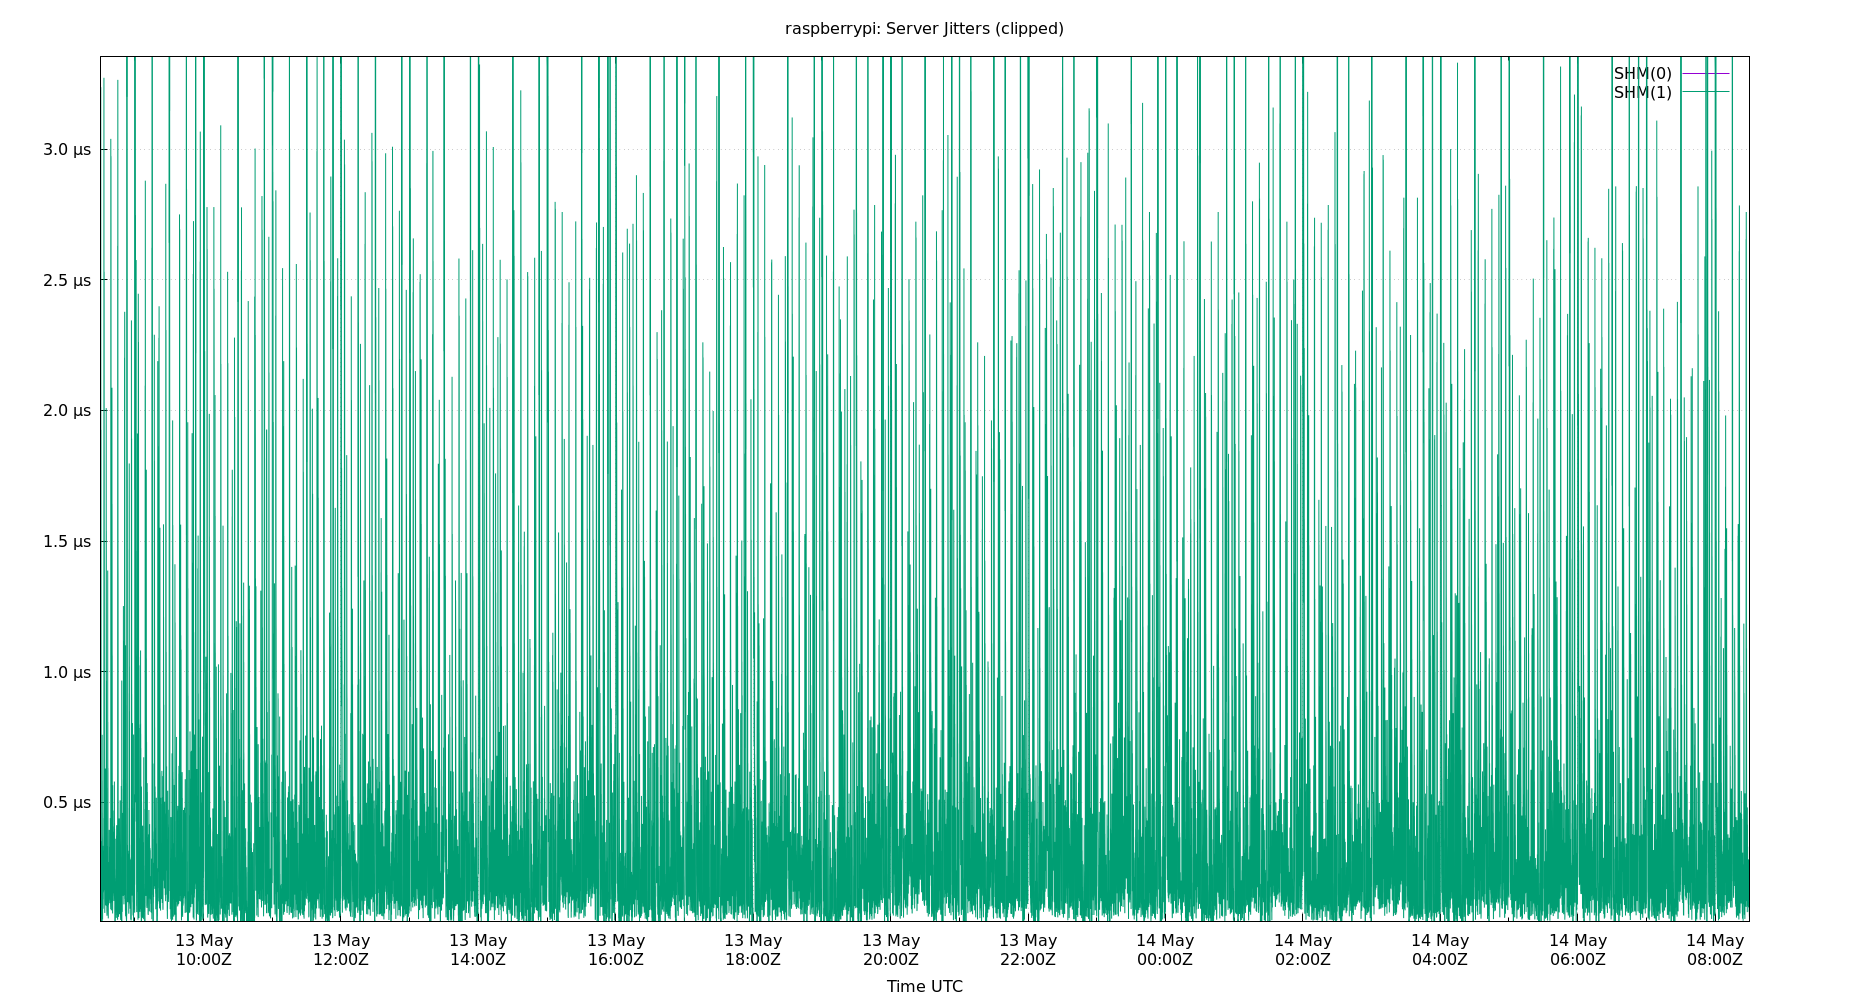 raspberrypi: Server Jitters (clipped)
SHM(0)
SHM(1)
3.0 µs
2.5 µs
2.0 µs
1.5 µs
1.0 µs
0.5 µs
13 May 13 May 13 May 13 May 13 May 13 May 13 May 14 May 14 May 14 May 14 May 14 May
10:00Z 12:00Z 14:00Z 16:00Z 18:00Z 20:00Z 22:00Z 00:00Z 02:00Z 04:00Z 06:00Z 08:00Z
Time UTC